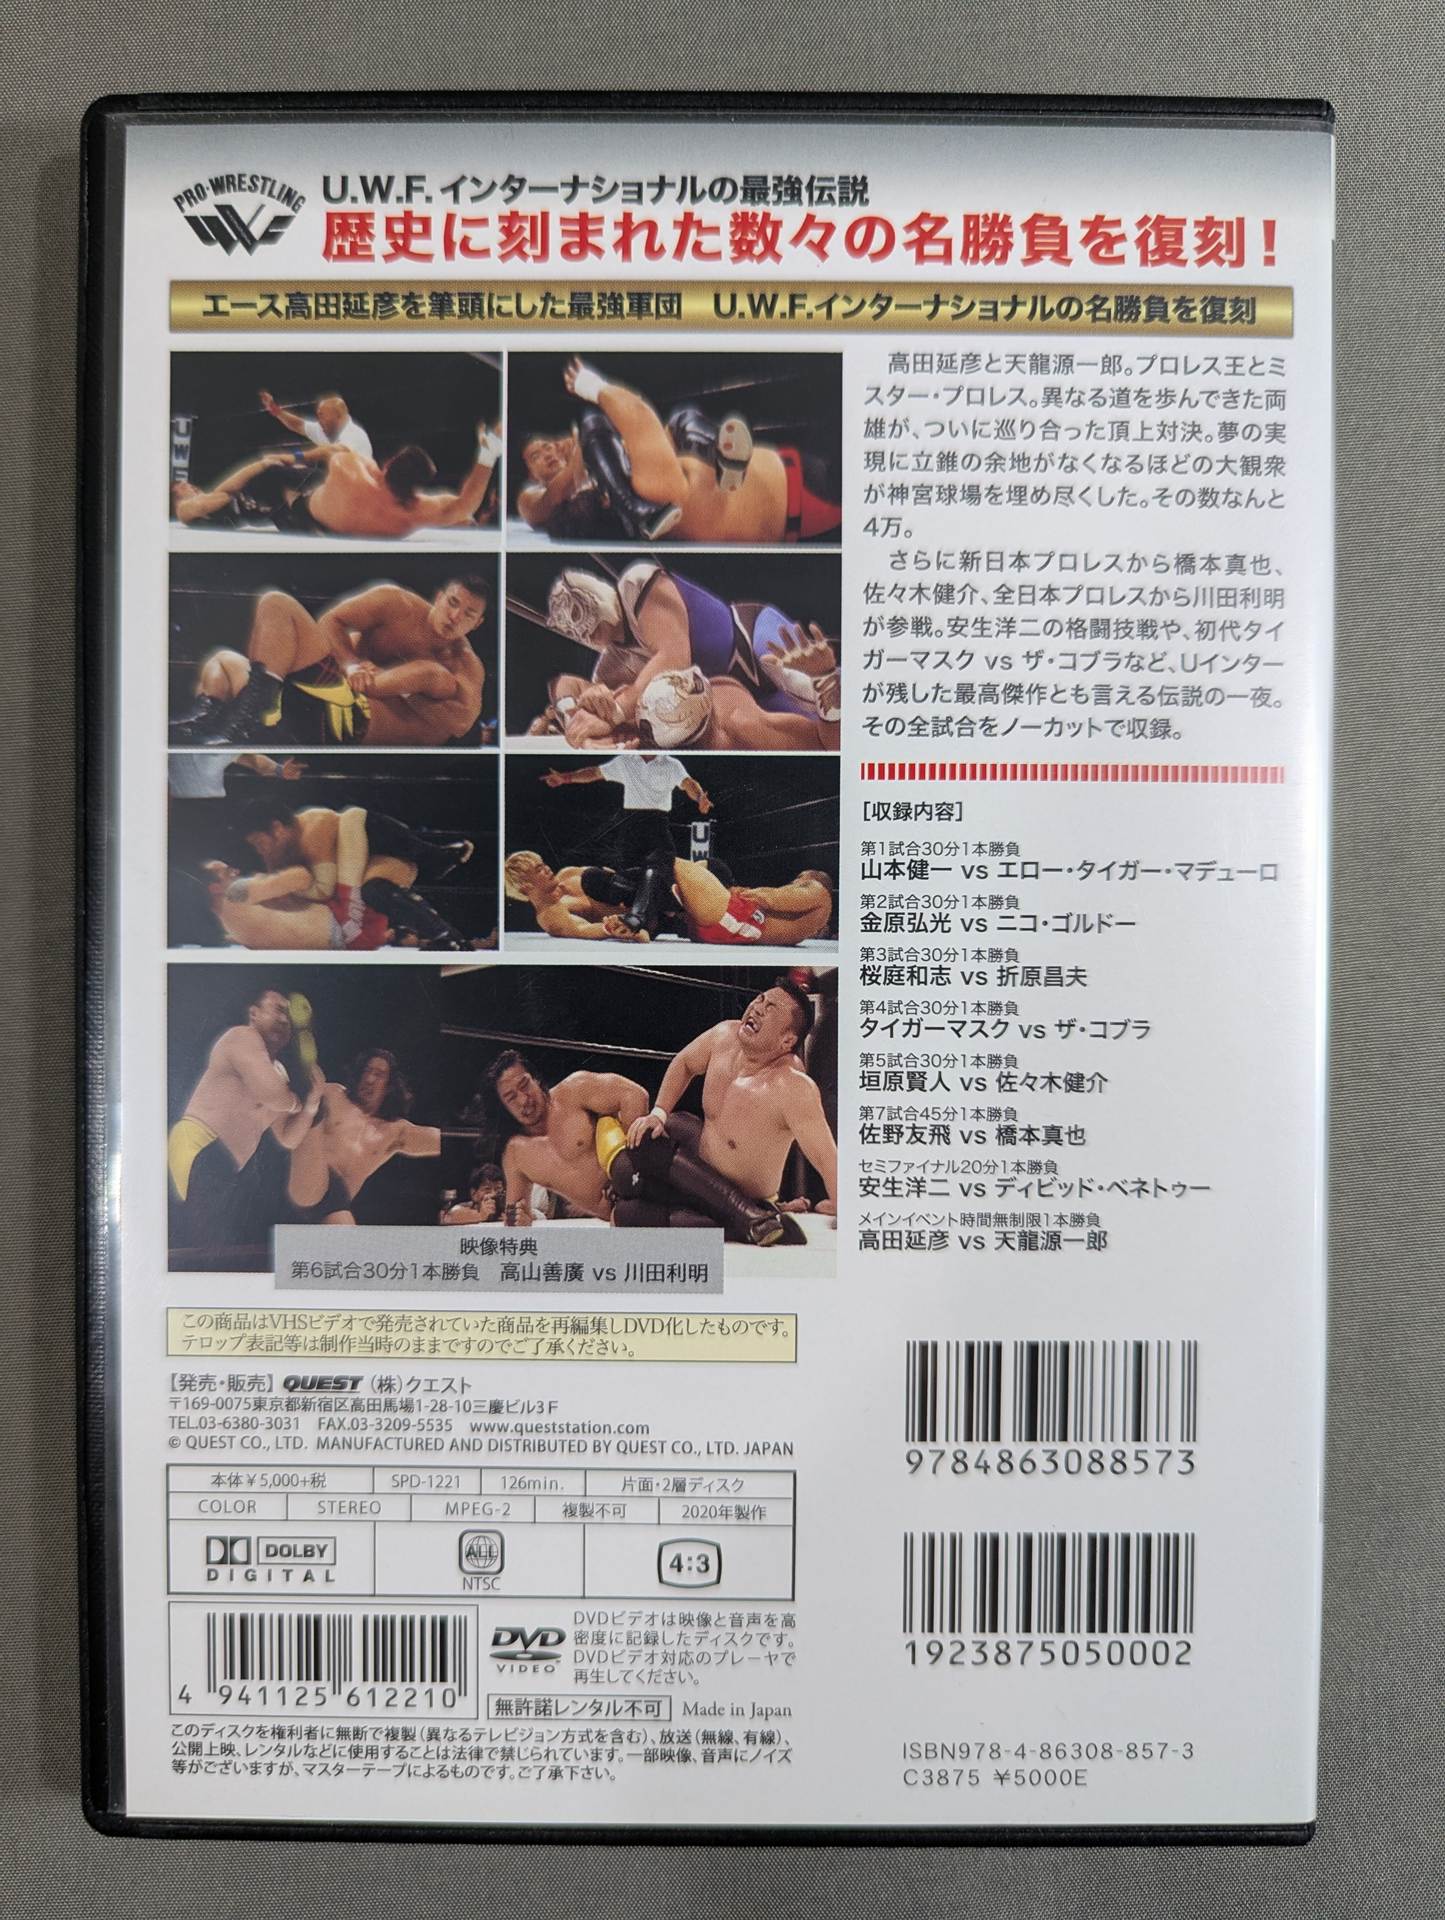 PRO-WRESTLING
U.W.F.インターナショナルの最強伝説
歴史に刻まれた数々の名勝負を復刻!
エース高田延彦を筆頭にした最強軍団 U.W.F.インターナショナルの名勝負を復刻
高田延彦と天龍源一郎。プロレス王とミ
スター・プロレス。異なる道を歩んできた両
雄が、ついに巡り合った頂上対決。夢の実
現に立錐の余地がなくなるほどの大観衆
が神宮球場を埋め尽くした。その数なんと
4万。
さらに新日本プロレスから橋本真也、
佐々木健介、全日本プロレスから川田利明
が参戦。安生洋二の格闘技戦や、初代タイ
ガーマスク vs ザ・コブラなど、Uインター
が残した最高傑作とも言える伝説の一夜。
その全試合をノーカットで収録。
[収録内容]
第1試合30分1本勝負
山本健一 vs エロー・タイガー・マデューロ
第2試合30分1本勝負
金原弘光 vs ニコ・ゴルドー
第3試合30分1本勝負
桜庭和志 vs 折原昌夫
第4試合30分1本勝負
タイガーマスク vs ザ・コブラ
第5試合30分1本勝負
垣原賢人 vs 佐々木健介
第7試合45分1本勝負
佐野友飛 vs 橋本真也
セミファイナル20分1本勝負
安生洋二 vs ディビッド・ベネトゥー
メインイベント時間無制限1本勝負
高田延彦 vs 天龍源一郎
映像特典
第6試合30分1本勝負 高山善廣 vs 川田利明
この商品はVHSビデオで発売されていた商品を再編集しDVD化したものです。
テロップ表記等は制作当時のままですのでご了承ください。
【発売・販売】QUEST (株)クエスト
〒169-0075東京都新宿区高田馬場1-28-10三慶ビル3F
TEL.03-6380-3031 FAX.03-3209-5535 www.queststation.com
© QUEST CO., LTD. MANUFACTURED AND DISTRIBUTED BY QUEST CO., LTD. JAPAN
本体￥5,000+税 SPD-1221 126min. 片面・2層ディスク
COLOR STEREO MPEG-2 複製不可 2020年製作
DOLBY
DIGITAL
ALL
NTSC
4:3
4 941125 612210
DVD
VIDEO
DVDビデオは映像と音声を高
密度に記録したディスクです。
DVDビデオ対応のプレーヤで
再生してください。
無許諾レンタル不可 Made in Japan
このディスクを権利者に無断で複製(異なるテレビジョン方式を含む)、放送(無線、有線)、
公開上映、レンタルなどに使用することは法律で禁じられています。一部映像、音声にノイズ
等がございますが、マスターテープによるものです。ご了承下さい。
9784863088573
1923875050002
ISBN978-4-86308-857-3
C3875 ￥5000E